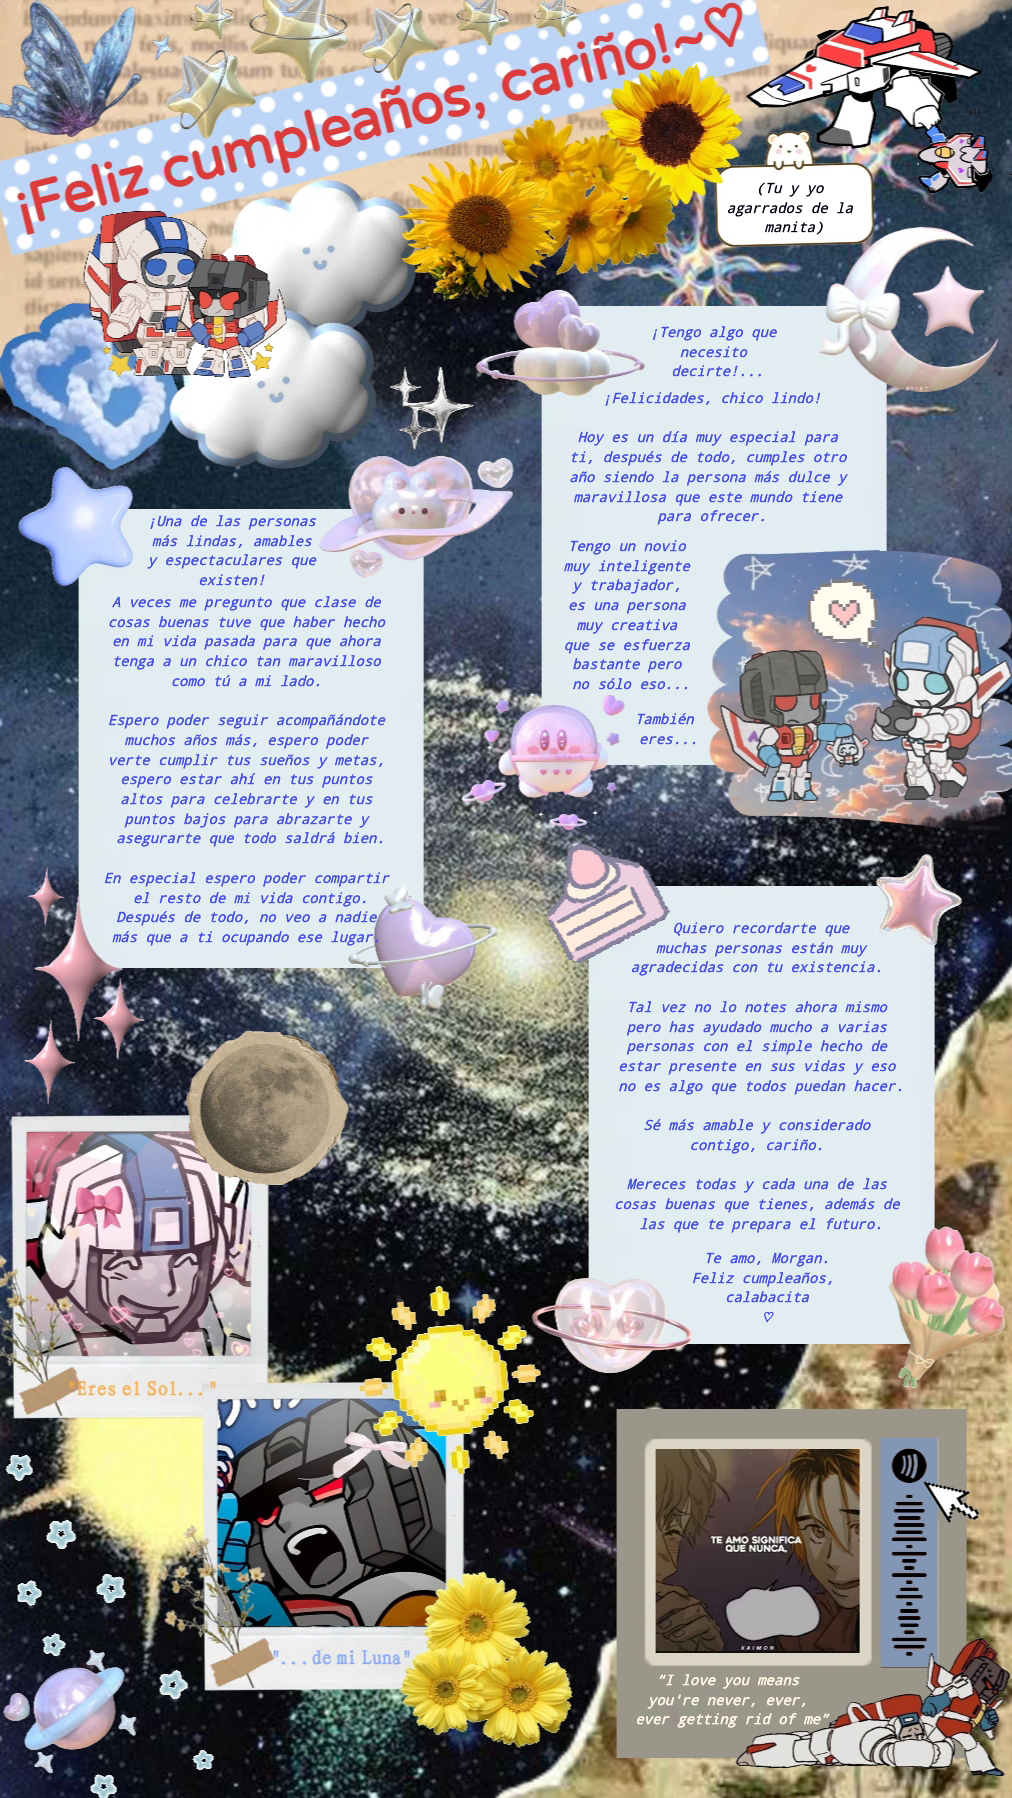 ¡Feliz cumpleaños, cariño!~♡
(Tu y yo
agarrados de la
manita)
¡Tengo algo que
necesito
decirte!...
¡Felicidades, chico lindo!
Hoy es un día muy especial para
ti, después de todo, cumples otro
año siendo la persona más dulce y
maravillosa que este mundo tiene
para ofrecer.
Tengo un novio
muy inteligente
y trabajador,
es una persona
muy creativa
que se esfuerza
bastante pero
no sólo eso...
También
eres...
¡Una de las personas
más lindas, amables
y espectaculares que
existen!
A veces me pregunto que clase de
cosas buenas tuve que haber hecho
en mi vida pasada para que ahora
tenga a un chico tan maravilloso
como tú a mi lado.
Espero poder seguir acompañándote
muchos años más, espero poder
verte cumplir tus sueños y metas,
espero estar ahí en tus puntos
altos para celebrarte y en tus
puntos bajos para abrazarte y
asegurarte que todo saldrá bien.
En especial espero poder compartir
el resto de mi vida contigo.
Después de todo, no veo a nadie
más que a ti ocupando ese lugar.
Quiero recordarte que
muchas personas están muy
agradecidas con tu existencia.
Tal vez no lo notes ahora mismo
pero has ayudado mucho a varias
personas con el simple hecho de
estar presente en sus vidas y eso
no es algo que todos puedan hacer.
Sé más amable y considerado
contigo, cariño.
Mereces todas y cada una de las
cosas buenas que tienes, además de
las que te prepara el futuro.
Te amo, Morgan.
Feliz cumpleaños,
calabacita
♡
"Eres el Sol..."
"...de mi Luna"
TE AMO SIGNIFICA
QUE NUNCA,
XAIMON
“I love you means
you're never, ever,
ever getting rid of me”